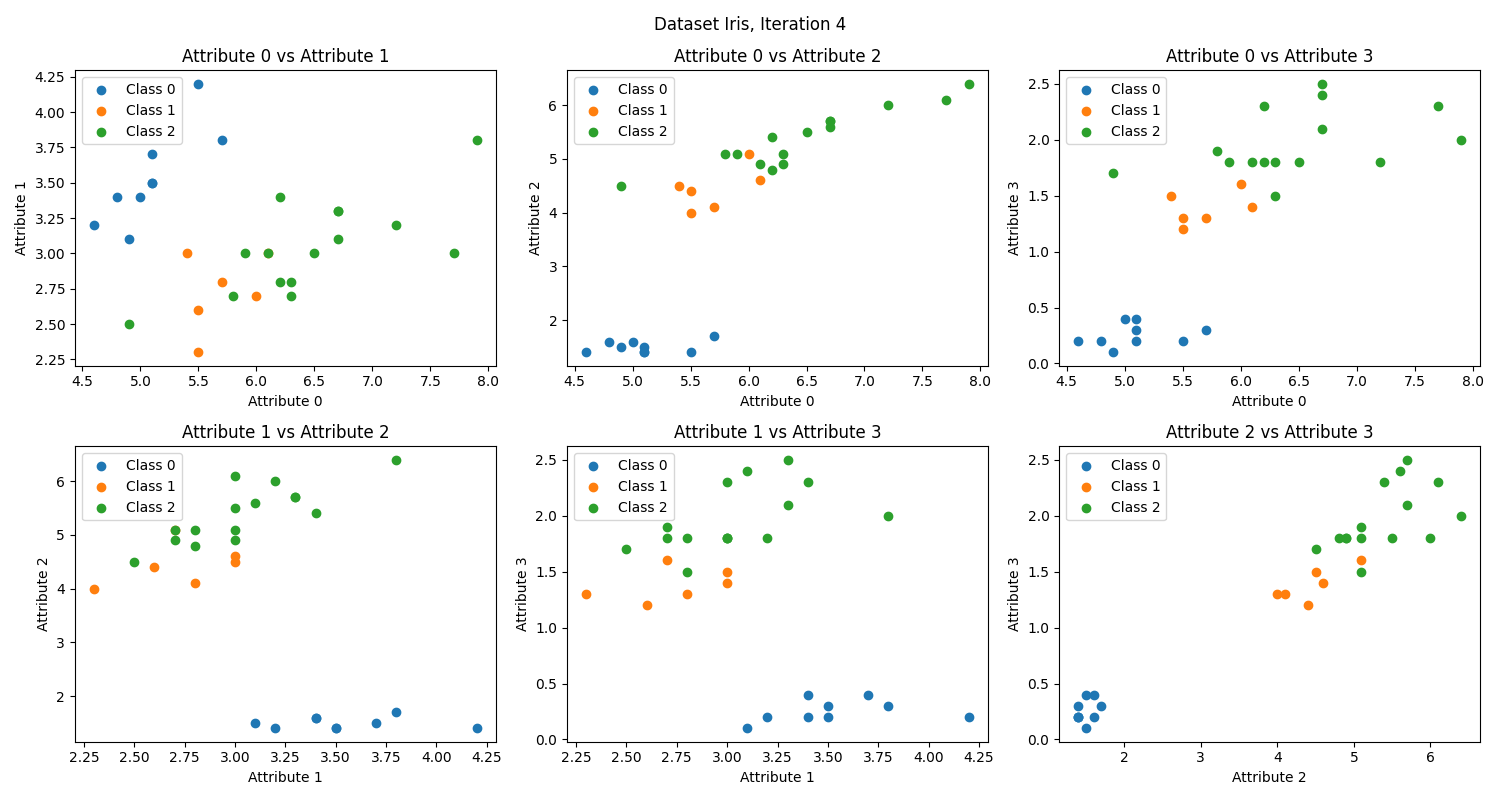 Dataset Iris, Iteration 4
Attribute 0 vs Attribute 1
Class 0
Class 1
Class 2
4.25
4.00
3.75
3.50
3.25
3.00
2.75
2.50
2.25
Attribute 1
4.5 5.0 5.5 6.0 6.5 7.0 7.5 8.0
Attribute 0
Attribute 0 vs Attribute 2
Class 0
Class 1
Class 2
6
5
4
3
2
Attribute 2
4.5 5.0 5.5 6.0 6.5 7.0 7.5 8.0
Attribute 0
Attribute 0 vs Attribute 3
Class 0
Class 1
Class 2
2.5
2.0
1.5
1.0
0.5
0.0
Attribute 3
4.5 5.0 5.5 6.0 6.5 7.0 7.5 8.0
Attribute 0
Attribute 1 vs Attribute 2
Class 0
Class 1
Class 2
6
5
4
3
2
Attribute 2
2.25 2.50 2.75 3.00 3.25 3.50 3.75 4.00 4.25
Attribute 1
Attribute 1 vs Attribute 3
Class 0
Class 1
Class 2
2.5
2.0
1.5
1.0
0.5
0.0
Attribute 3
2.25 2.50 2.75 3.00 3.25 3.50 3.75 4.00 4.25
Attribute 1
Attribute 2 vs Attribute 3
Class 0
Class 1
Class 2
2.5
2.0
1.5
1.0
0.5
0.0
Attribute 3
2 3 4 5 6
Attribute 2